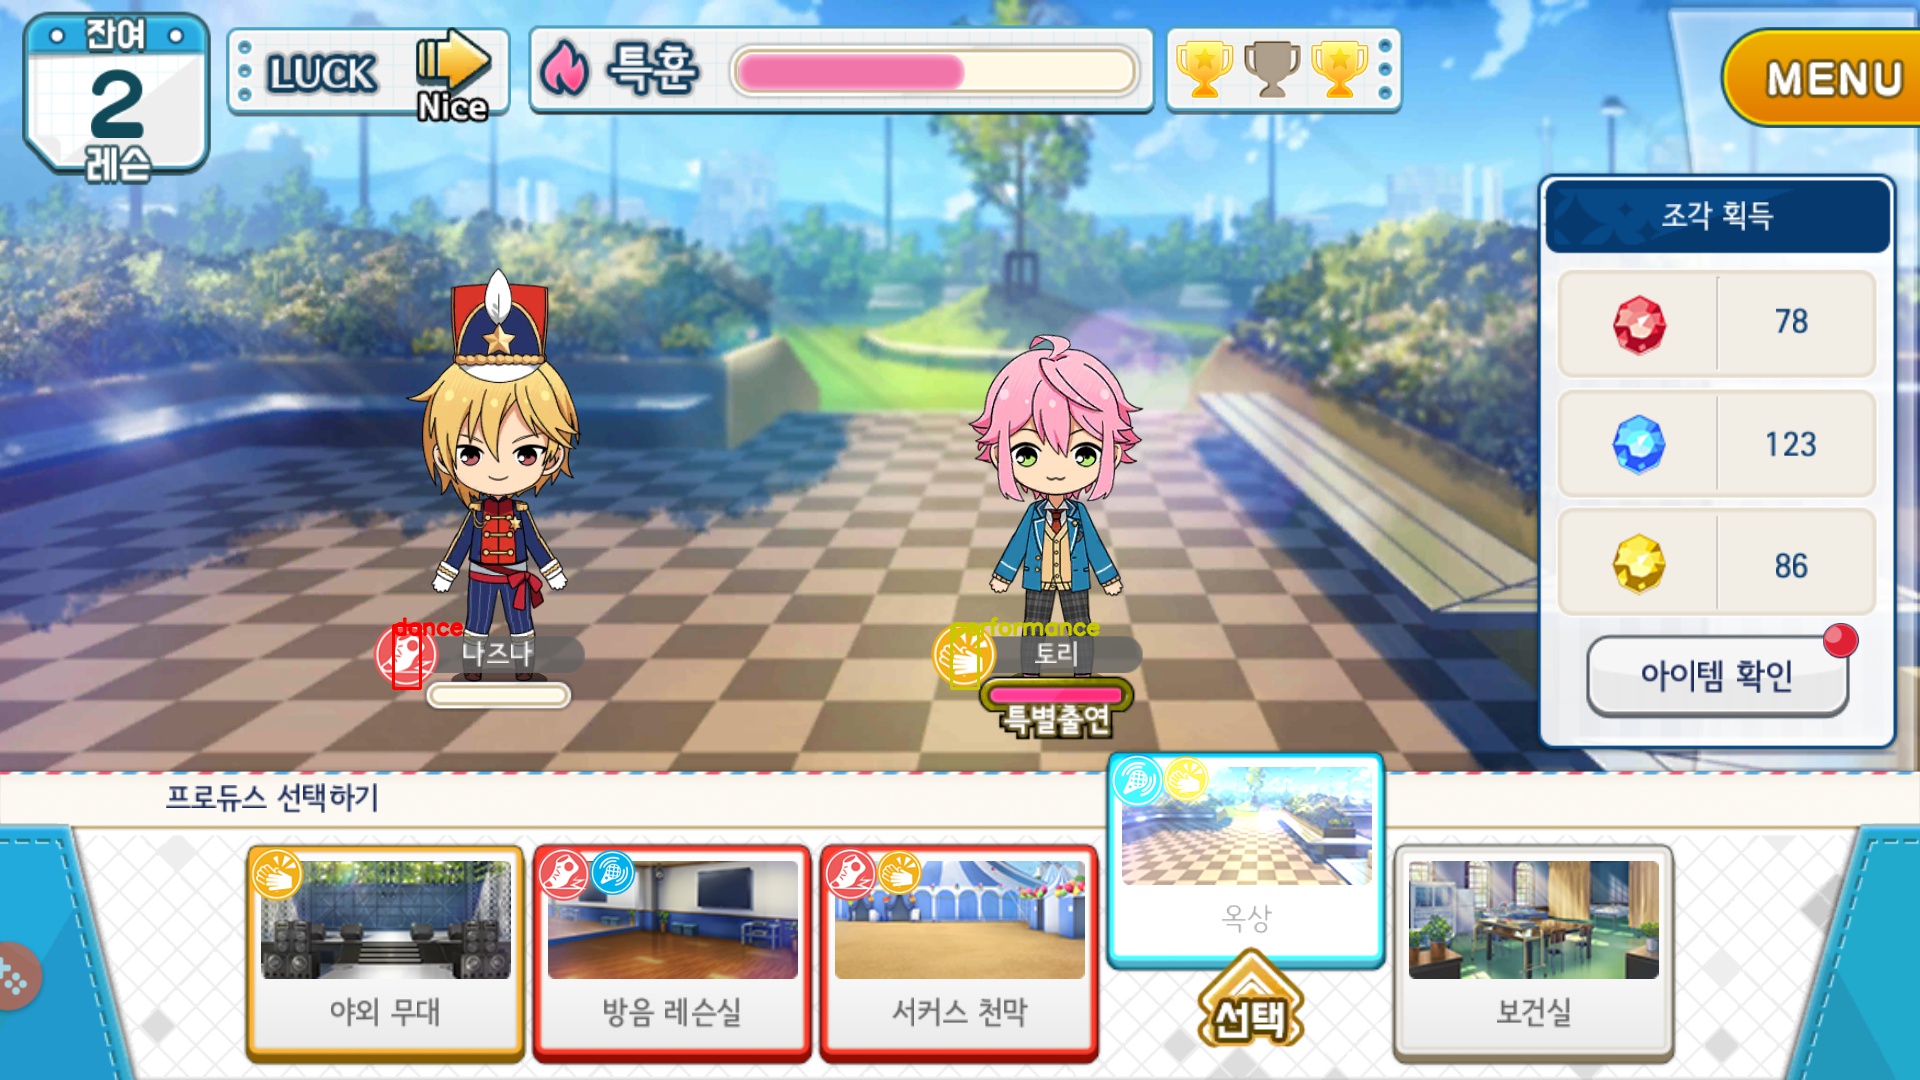 잔여
2
레슨
LUCK
Nice
특훈
MENU
조각 획득
78
123
86
아이템 확인
dance
나즈나
performance
토리
특별출연
프로듀스 선택하기
야외 무대
방음 레슨실
서커스 천막
옥상
선택
보건실